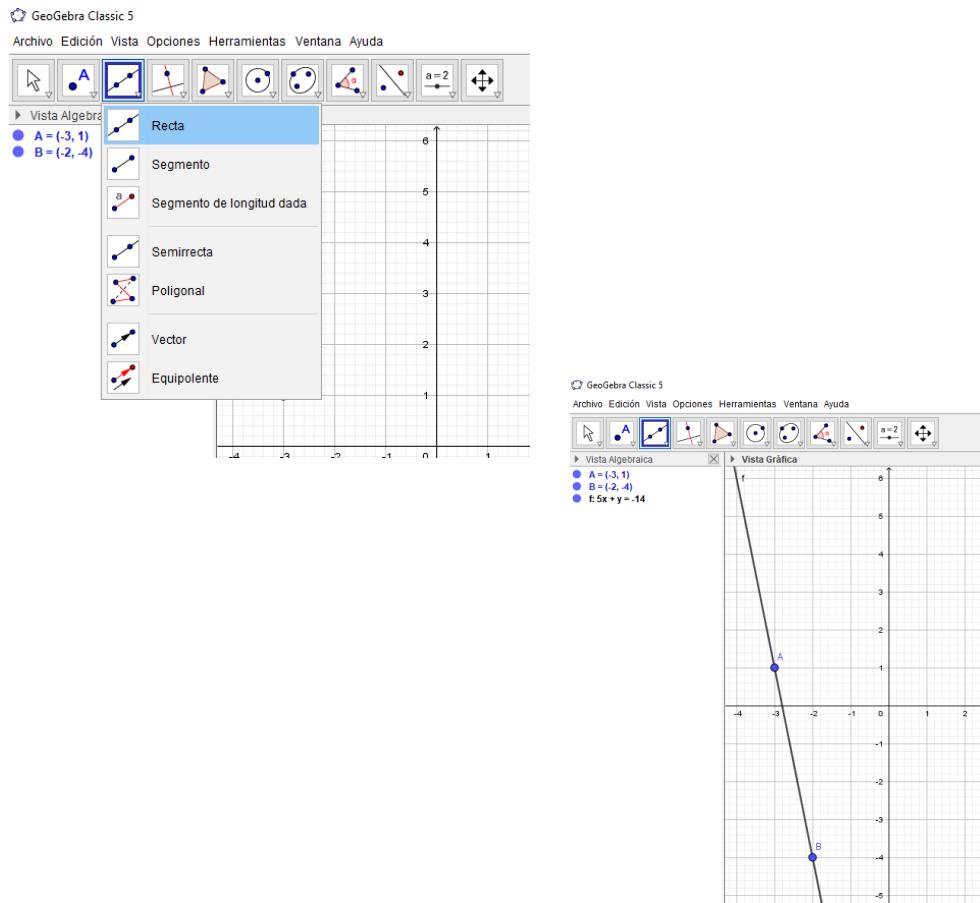 GeoGebra Classic 5
Archivo Edición Vista Opciones Herramientas Ventana Ayuda
A
α
a = 2
Vista Algebra
A = (-3, 1)
B = (-2, -4)
Recta
Segmento
a
Segmento de longitud dada
Semirrecta
Poligonal
Vector
Equipolente
6
5
4
3
2
1
-4 -3 -2 -1 0 1
GeoGebra Classic 5
Archivo Edición Vista Opciones Herramientas Ventana Ayuda
A
α
a = 2
Vista Algebraica
Vista Gráfica
A = (-3, 1)
B = (-2, -4)
f: 5x + y = -14
f
6
5
4
3
2
A
1
-4 -3 -2 -1 0 1 2
-1
-2
-3
B
-4
-5